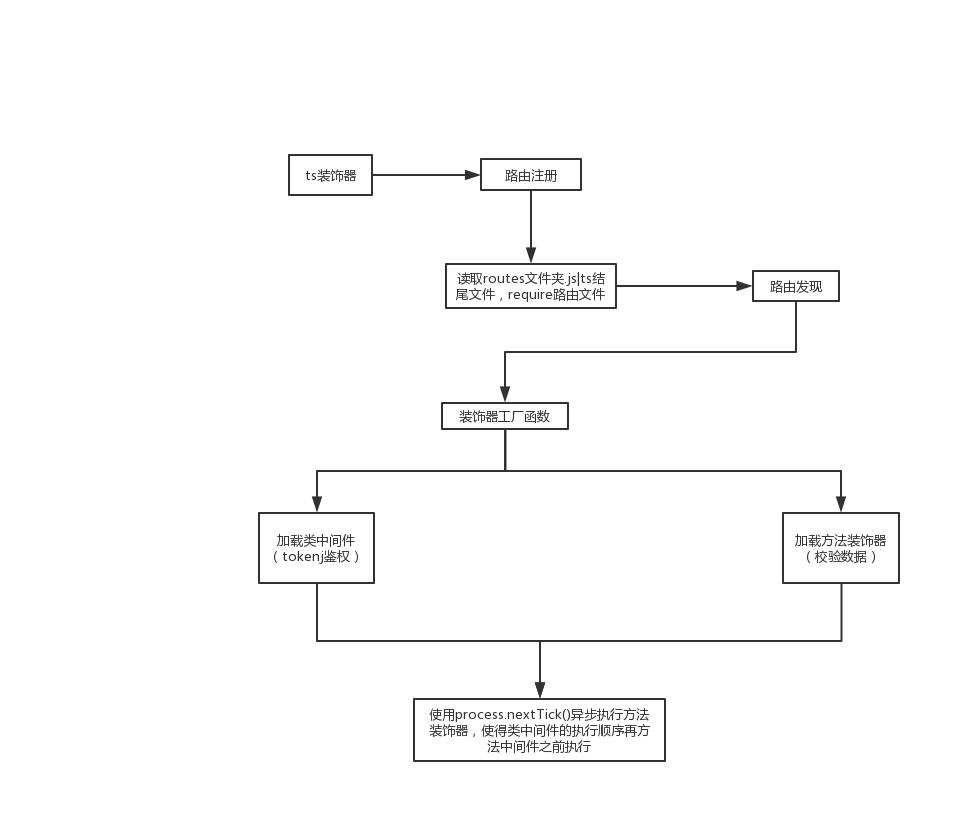 ts装饰器
路由注册
读取routes文件夹.js|ts结
尾文件，require路由文件
路由发现
装饰器工厂函数
加载类中间件
（tokenj鉴权）
加载方法装饰器
（校验数据）
使用process.nextTick()异步执行方法
装饰器，使得类中间件的执行顺序再方
法中间件之前执行